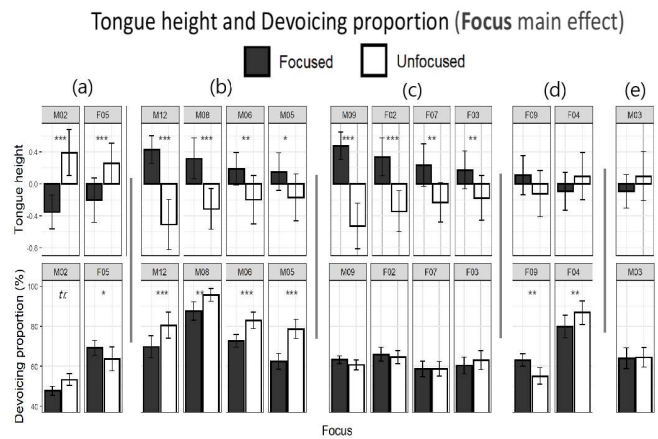 Tongue height and Devoicing proportion (Focus main effect)
Focused Unfocused
(a) (b) (c) (d) (e)
M02 F05 M12 M08 M06 M05 M09 F02 F07 F03 F09 F04 M03
*** *** *** *** ** * *** *** ** **
Tongue height
0.4
0.0
-0.4
-0.8
M02 F05 M12 M08 M06 M05 M09 F02 F07 F03 F09 F04 M03
tr. * *** ** *** *** ** **
Devoicing proportion (%)
100
80
60
40
Focus